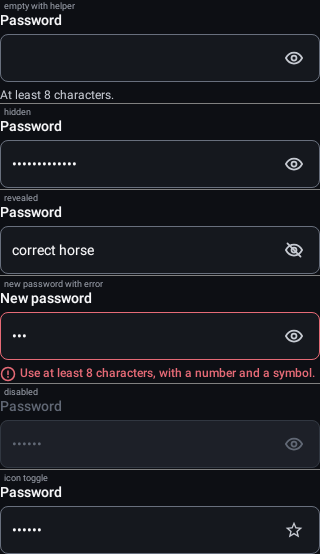 empty with helper
Password
At least 8 characters.
hidden
Password
•••••••••••••
revealed
Password
correct horse
new password with error
New password
•••
Use at least 8 characters, with a number and a symbol.
disabled
Password
••••••
icon toggle
Password
••••••